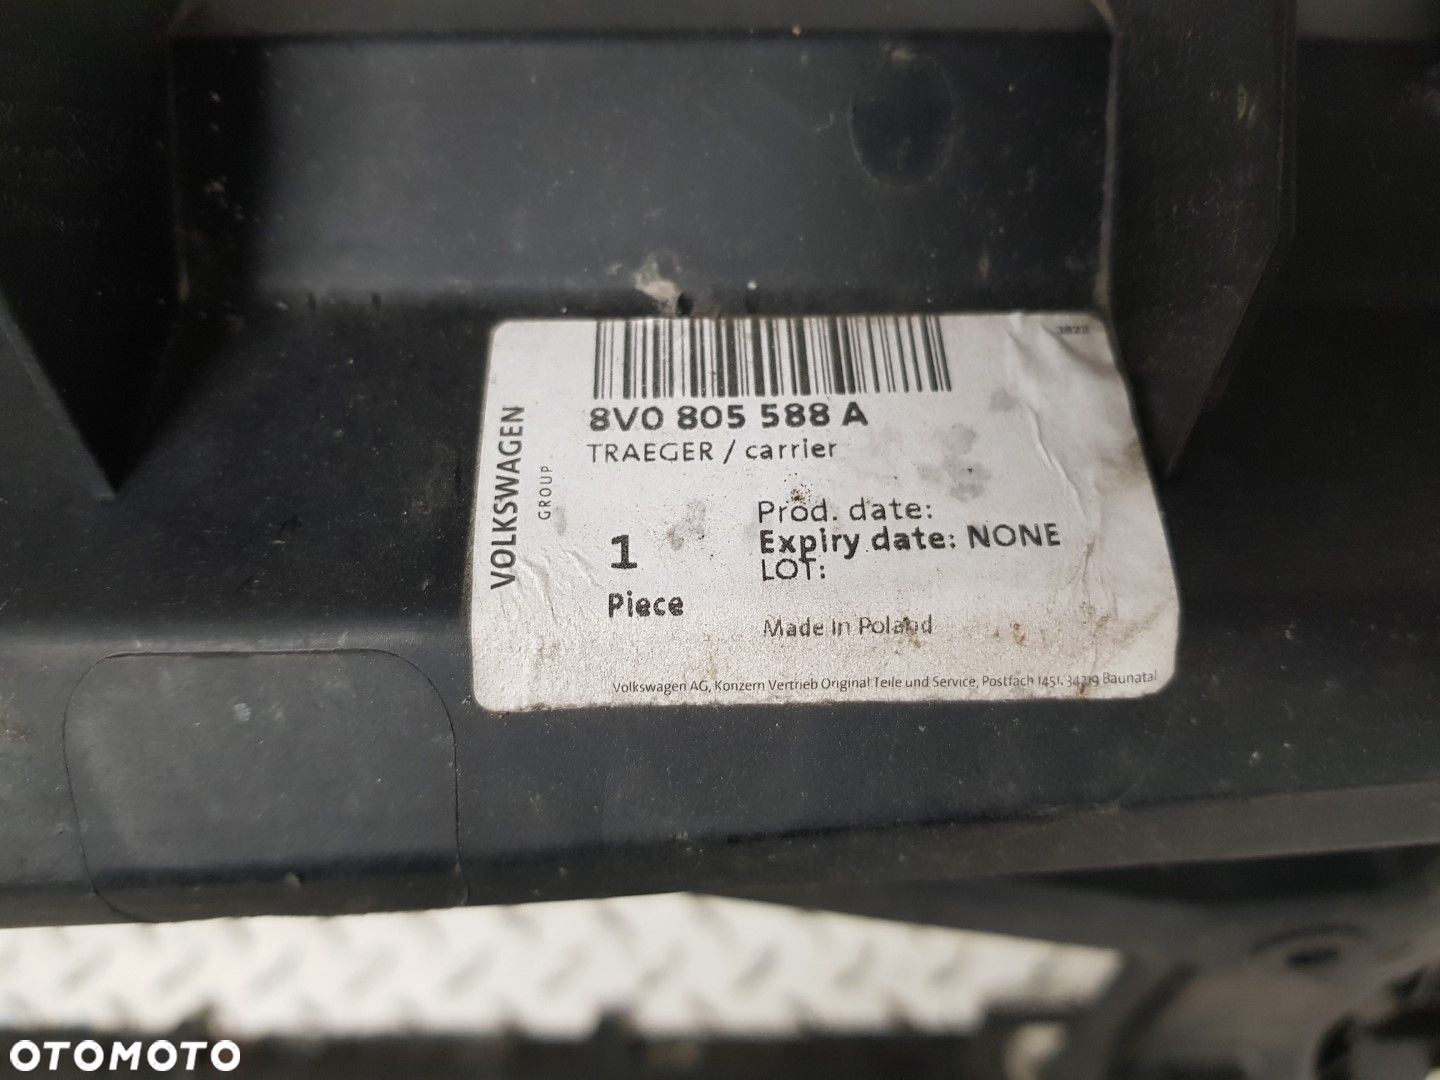 3822
8V0 805 588 A
TRAEGER / carrier
VOLKSWAGEN
GROUP
1
Piece
Prod. date:
Expiry date: NONE
LOT:
Made in Poland
Volkswagen AG, Konzern Vertrieb Original Teile und Service, Postfach 1451, 34219 Baunatal
OTOMOTO